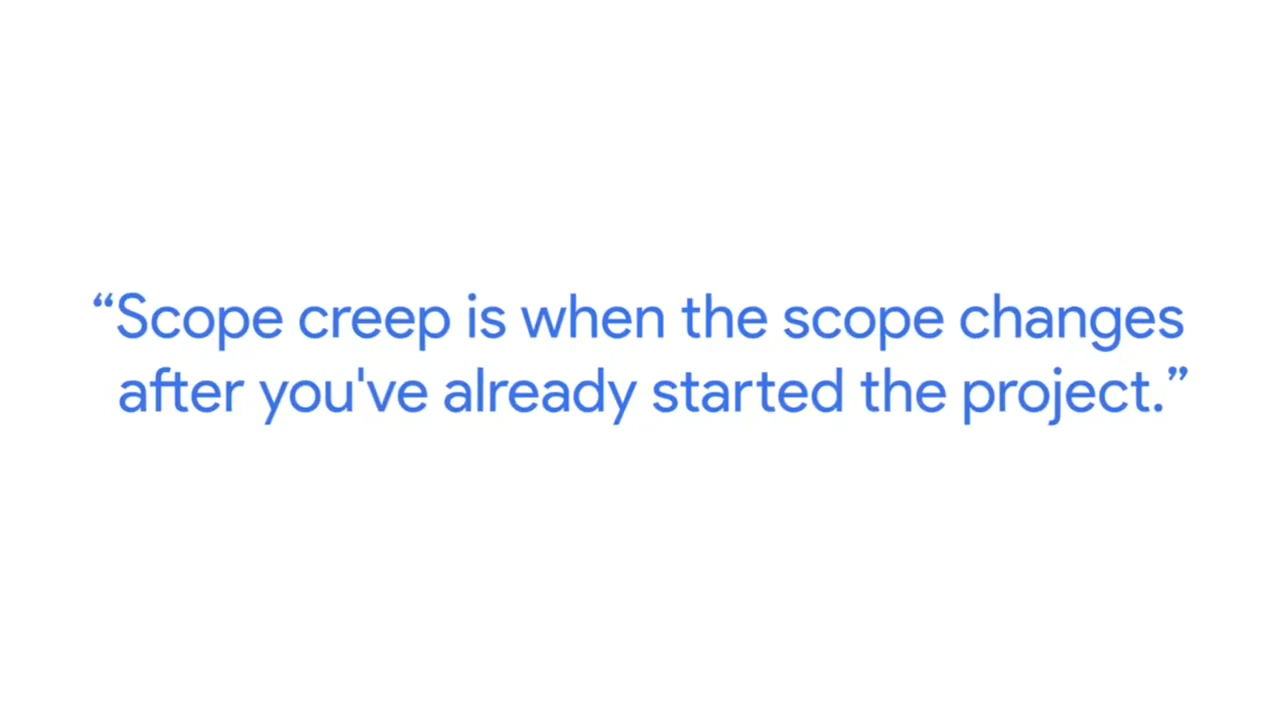 “Scope creep is when the scope changes
after you've already started the project.”